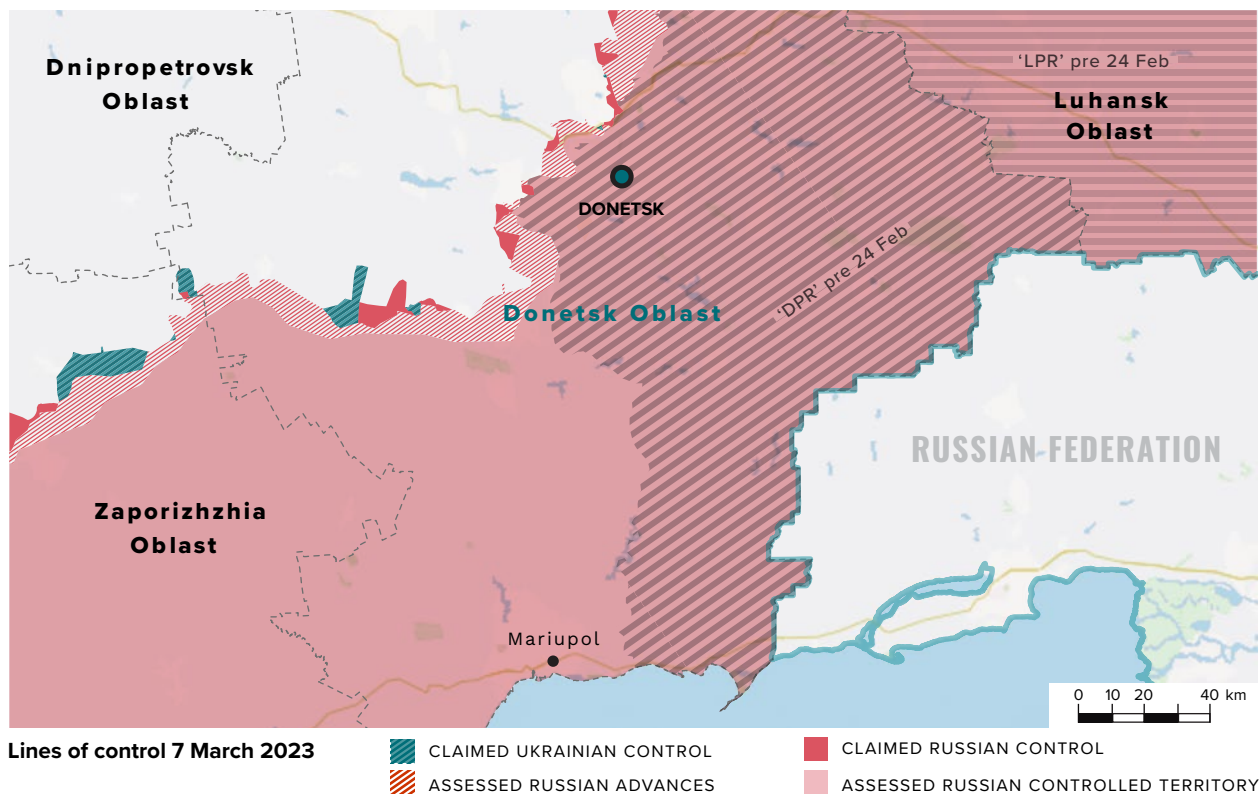 Dnipropetrovsk
Oblast
'LPR' pre 24 Feb
Luhansk
Oblast
DONETSK
'DPR' pre 24 Feb
Donetsk Oblast
RUSSIAN FEDERATION
Zaporizhzhia
Oblast
Mariupol
0 10 20 40 km
Lines of control 7 March 2023
CLAIMED UKRAINIAN CONTROL
CLAIMED RUSSIAN CONTROL
ASSESSED RUSSIAN ADVANCES
ASSESSED RUSSIAN CONTROLLED TERRITORY